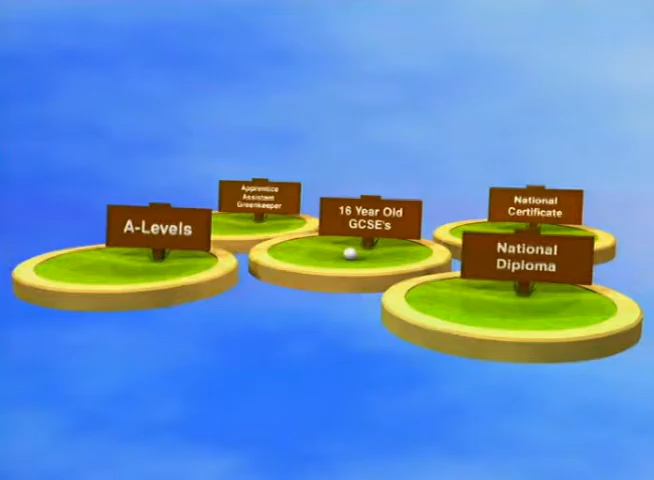 Apprentice
Assistant
Greenkeeper
A-Levels
16 Year Old
GCSE's
National
Certificate
National
Diploma